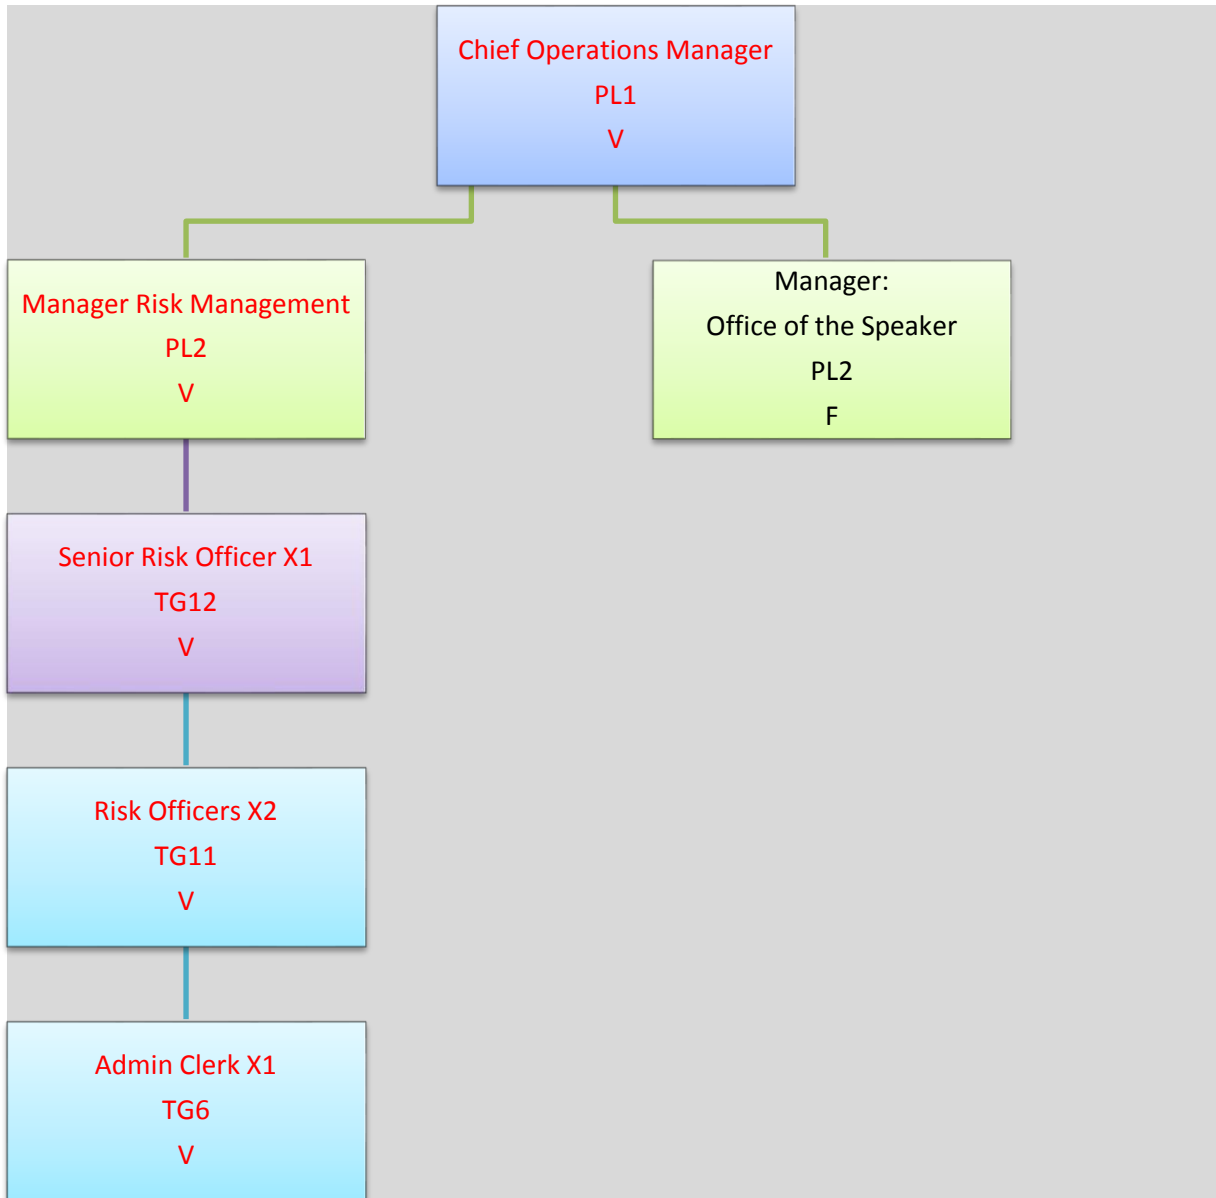 Chief Operations Manager
PL1
V
Manager Risk Management
PL2
V
Manager:
Office of the Speaker
PL2
F
Senior Risk Officer X1
TG12
V
Risk Officers X2
TG11
V
Admin Clerk X1
TG6
V